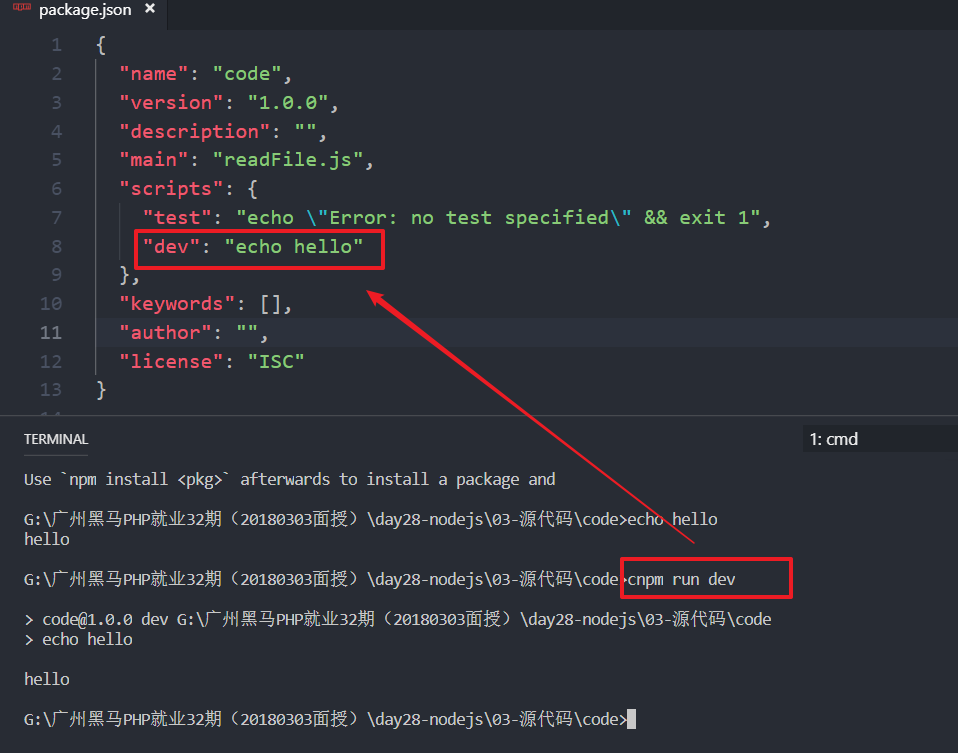 package.json ×
1 {
2 "name": "code",
3 "version": "1.0.0",
4 "description": "",
5 "main": "readFile.js",
6 "scripts": {
7 "test": "echo \"Error: no test specified\" && exit 1",
8 "dev": "echo hello"
9 },
10 "keywords": [],
11 "author": "",
12 "license": "ISC"
13 }
TERMINAL
1: cmd
Use `npm install <pkg>` afterwards to install a package and
G:\广州黑马PHP就业32期（20180303面授）\day28-nodejs\03-源代码\code>echo hello
hello
G:\广州黑马PHP就业32期（20180303面授）\day28-nodejs\03-源代码\code>cnpm run dev
> code@1.0.0 dev G:\广州黑马PHP就业32期（20180303面授）\day28-nodejs\03-源代码\code
> echo hello
hello
G:\广州黑马PHP就业32期（20180303面授）\day28-nodejs\03-源代码\code>